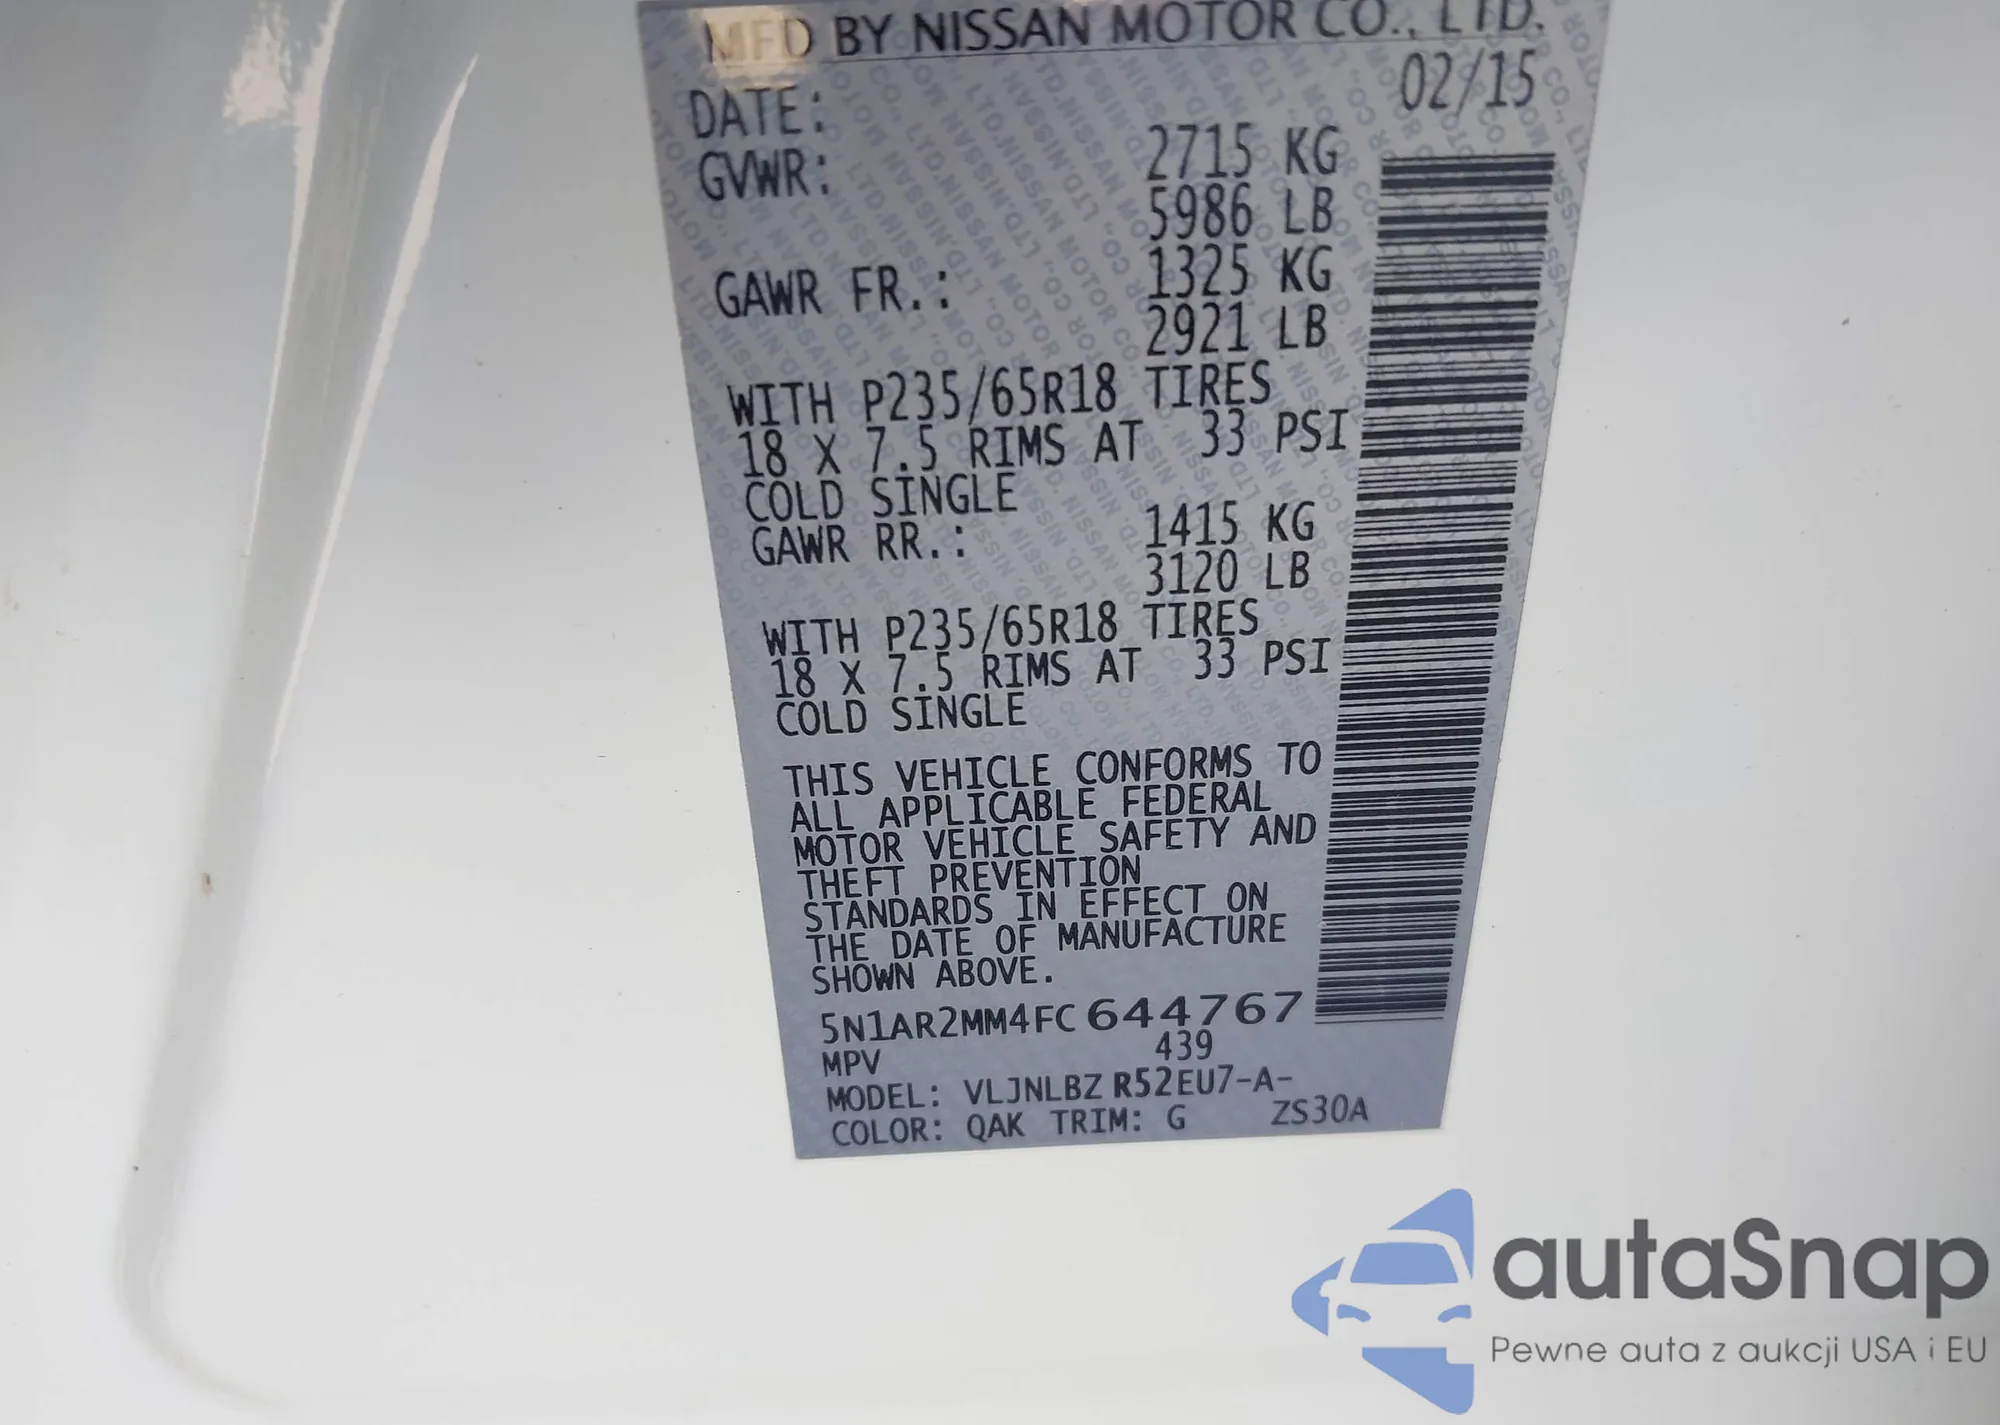 MFD BY NISSAN MOTOR CO., LTD.
DATE: 02/15
GVWR: 2715 KG
5986 LB
GAWR FR.: 1325 KG
2921 LB
WITH P235/65R18 TIRES
18 X 7.5 RIMS AT 33 PSI
COLD SINGLE
GAWR RR.: 1415 KG
3120 LB
WITH P235/65R18 TIRES
18 X 7.5 RIMS AT 33 PSI
COLD SINGLE
THIS VEHICLE CONFORMS TO
ALL APPLICABLE FEDERAL
MOTOR VEHICLE SAFETY AND
THEFT PREVENTION
STANDARDS IN EFFECT ON
THE DATE OF MANUFACTURE
SHOWN ABOVE.
5N1AR2MM4FC644767
MPV 439
MODEL: VLJNLBZ R52EU7-A-
COLOR: QAK TRIM: G ZS30A
autaSnap
Pewne auta z aukcji USA i EU